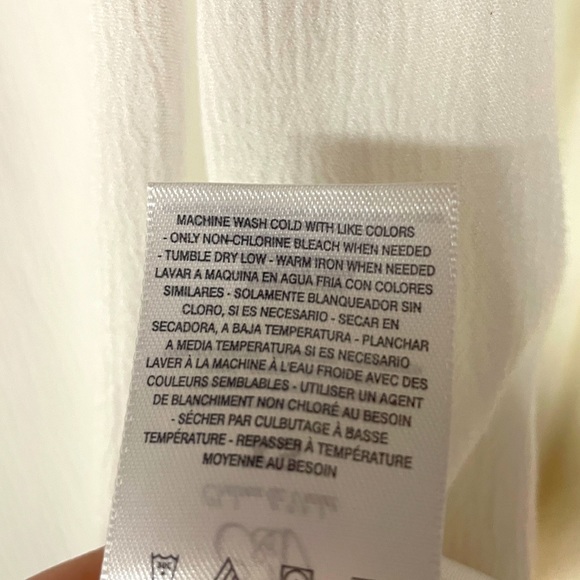 MACHINE WASH COLD WITH LIKE COLORS
- ONLY NON-CHLORINE BLEACH WHEN NEEDED
- TUMBLE DRY LOW - WARM IRON WHEN NEEDED
LAVAR A MAQUINA EN AGUA FRIA CON COLORES
SIMILARES - SOLAMENTE BLANQUEADOR SIN
CLORO, SI ES NECESARIO - SECAR EN
SECADORA, A BAJA TEMPERATURA - PLANCHAR
A MEDIA TEMPERATURA SI ES NECESARIO
LAVER À LA MACHINE À L'EAU FROIDE AVEC DES
COULEURS SEMBLABLES - UTILISER UN AGENT
DE BLANCHIMENT NON CHLORÉ AU BESOIN
- SÉCHER PAR CULBUTAGE À BASSE
TEMPÉRATURE - REPASSER À TEMPÉRATURE
MOYENNE AU BESOIN